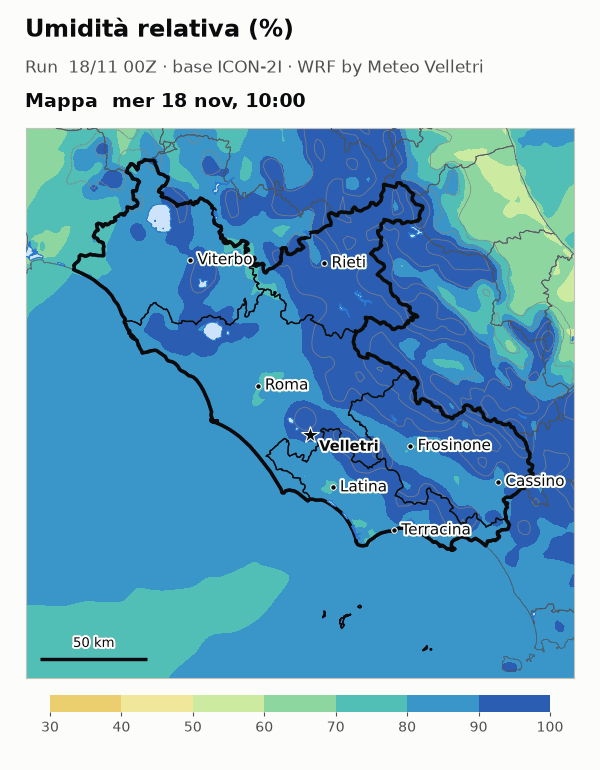 Umidità relativa (%)
Run  18/11 00Z · base ICON-2I · WRF by Meteo Velletri
Mappa  mer 18 nov, 10:00
Viterbo
Rieti
Roma
Velletri
Frosinone
Latina
Cassino
Terracina
50 km
30 40 50 60 70 80 90 100